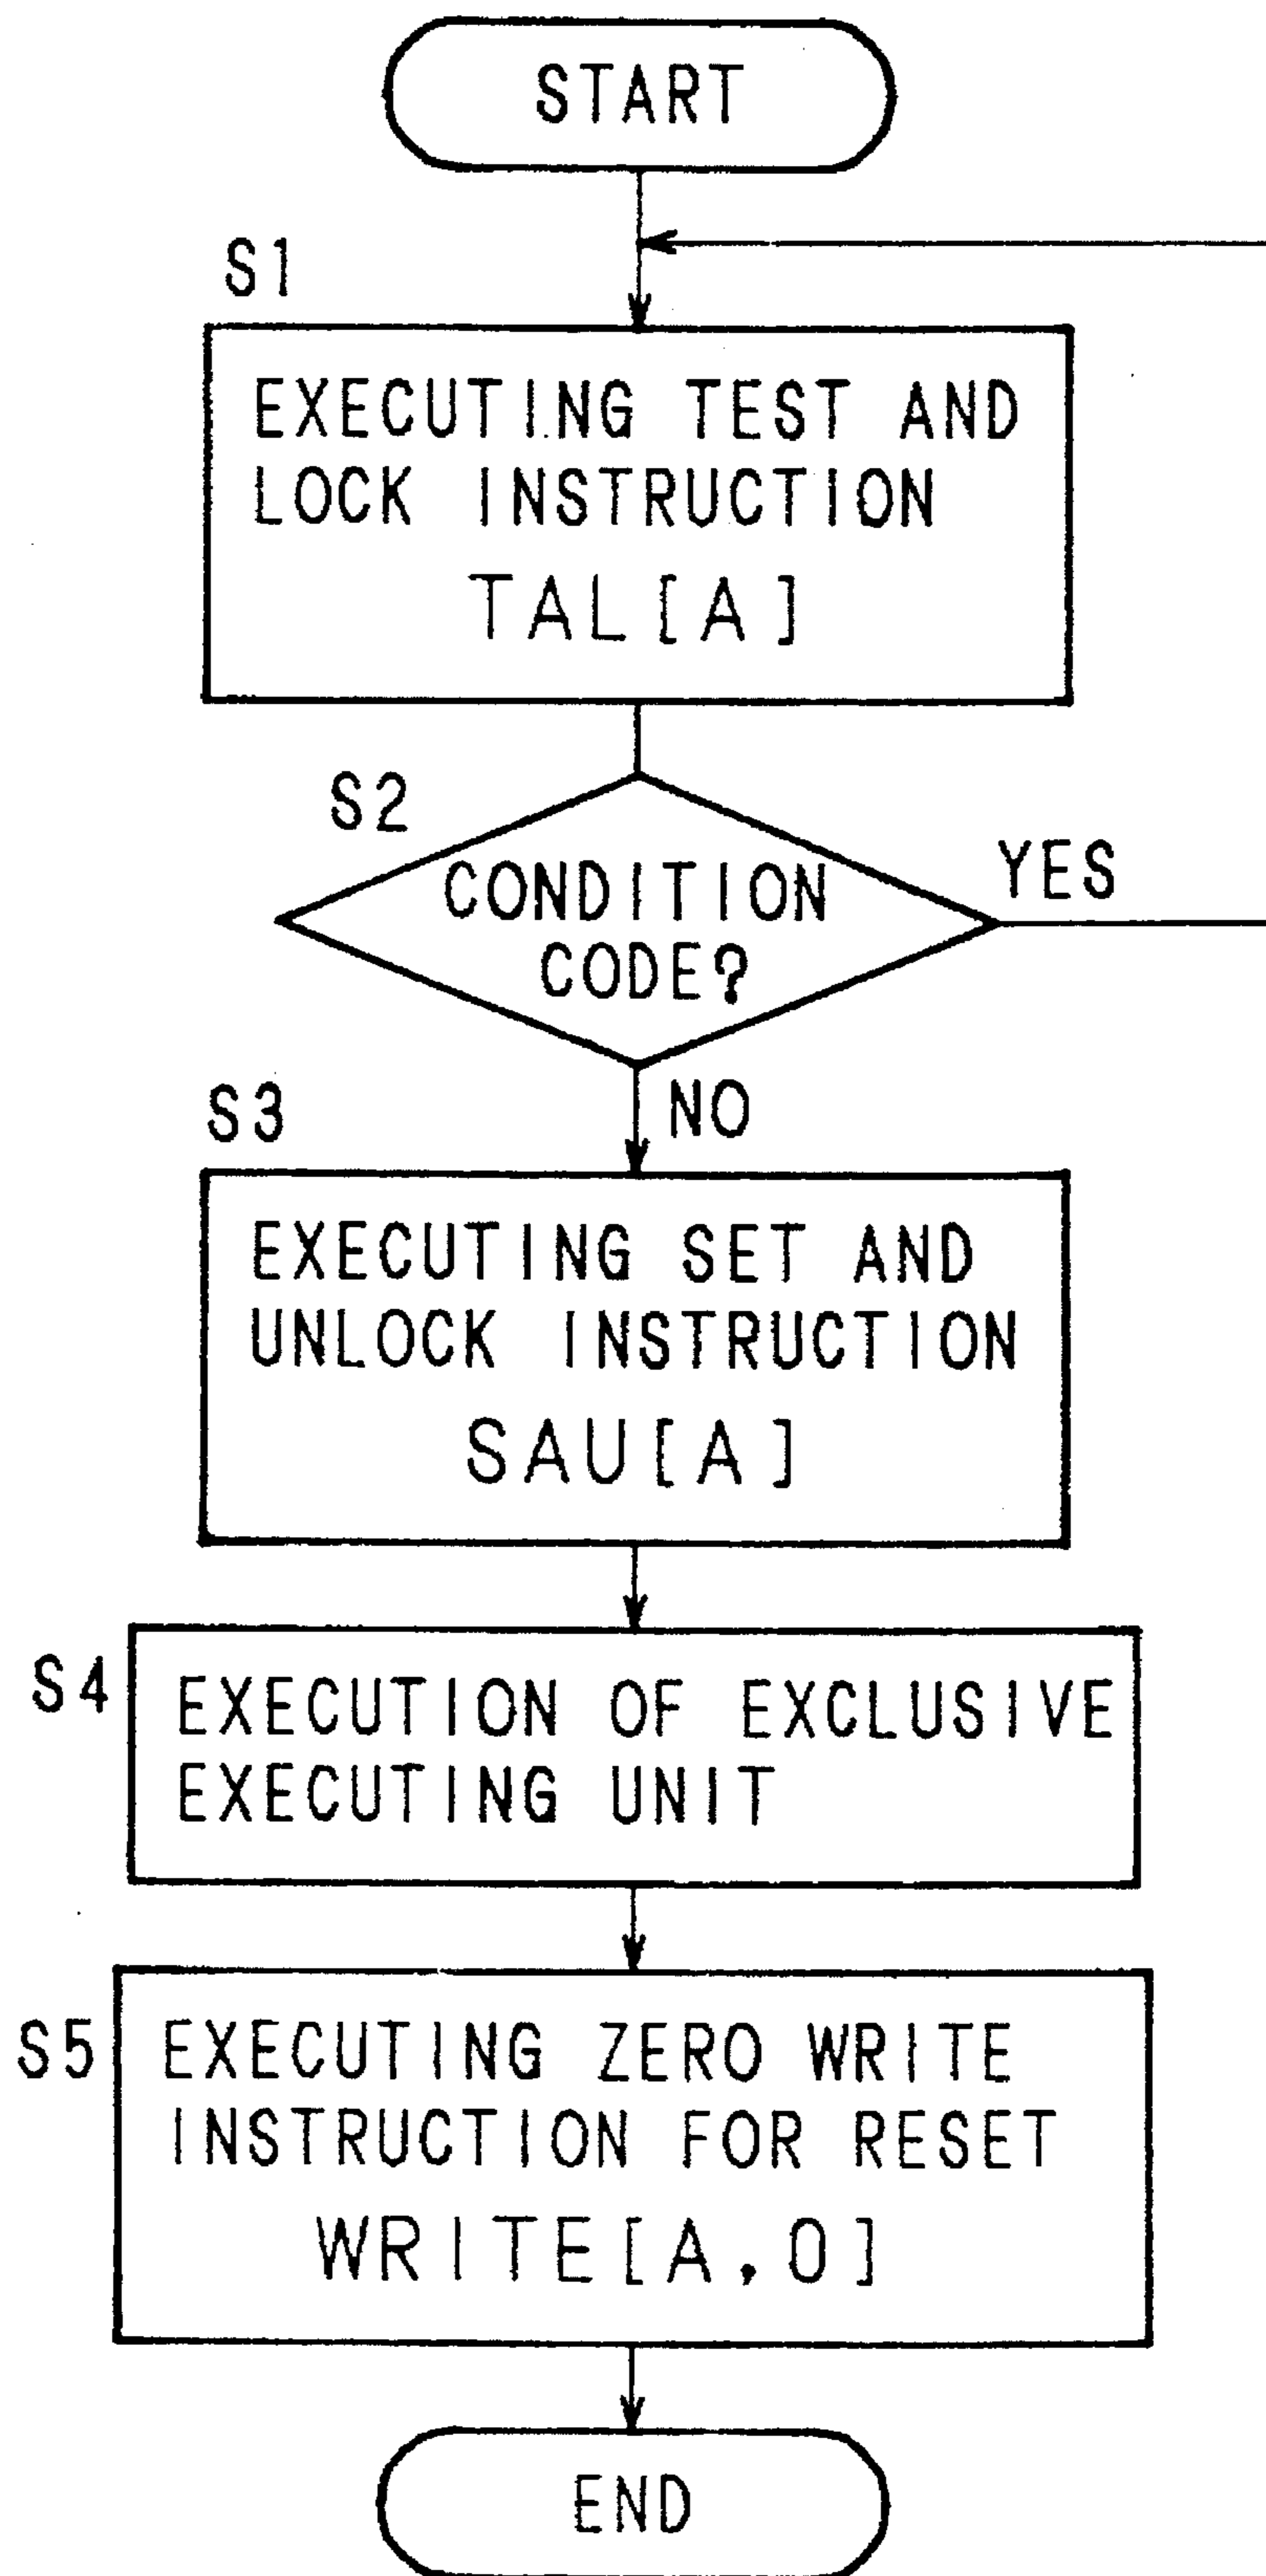 START
S1
EXECUTING TEST AND
LOCK INSTRUCTION
TAL[A]
S2
CONDITION
CODE?
YES
NO
S3
EXECUTING SET AND
UNLOCK INSTRUCTION
SAU[A]
S4
EXECUTION OF EXCLUSIVE
EXECUTING UNIT
S5
EXECUTING ZERO WRITE
INSTRUCTION FOR RESET
WRITE[A,0]
END